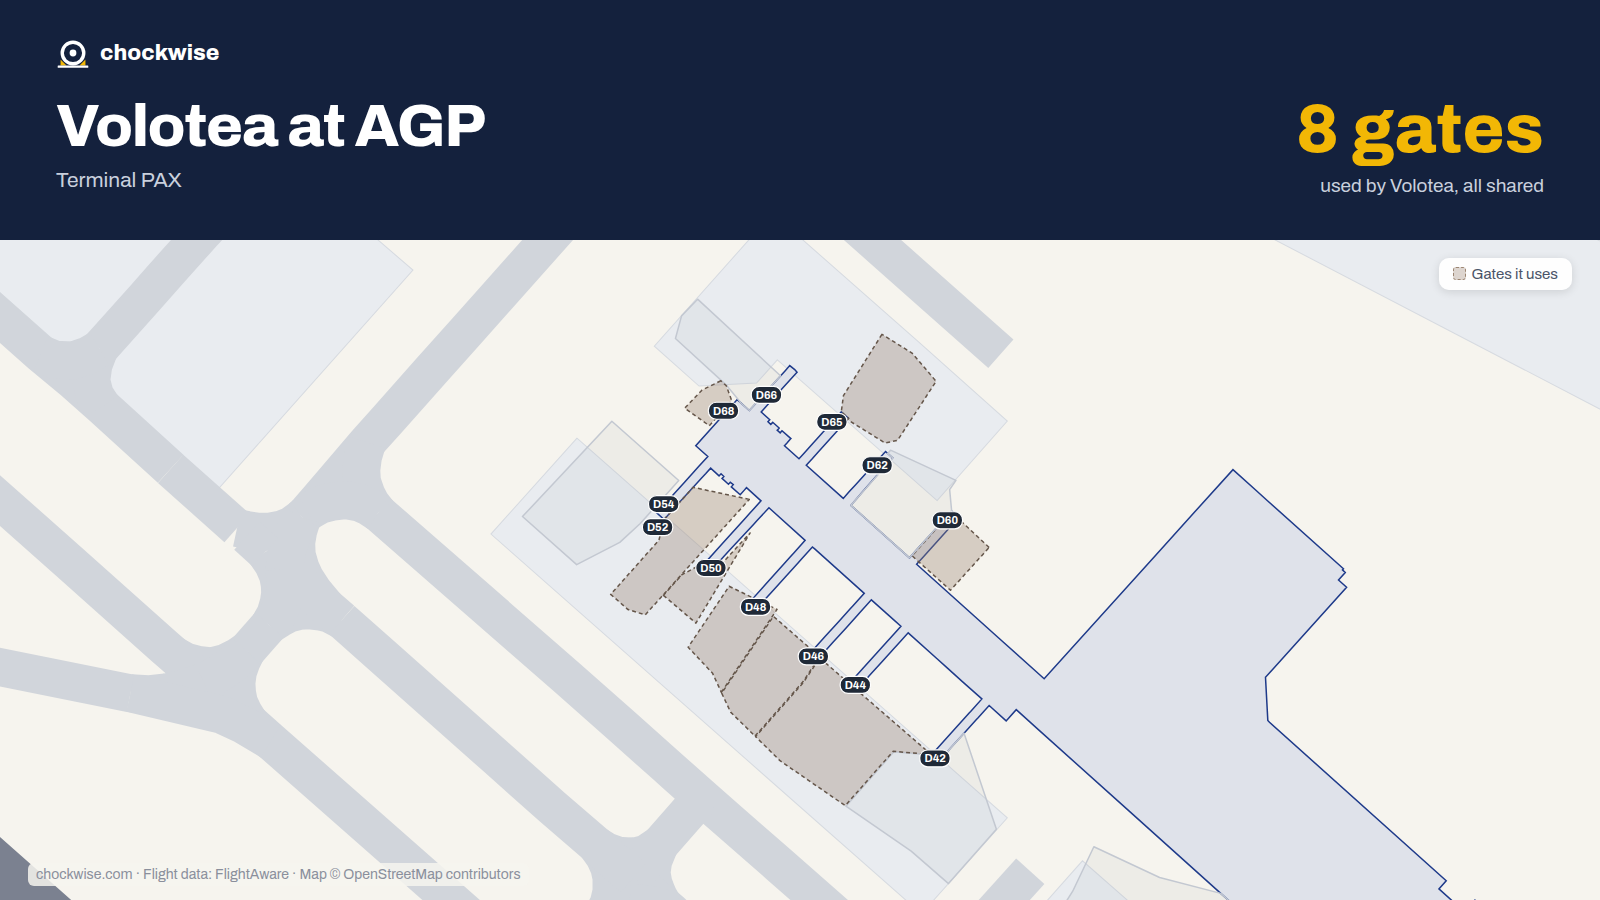 chockwise
Volotea at AGP
Terminal PAX
8 gates
used by Volotea, all shared
Gates it uses
D66
D68
D65
D62
D54
D60
D52
D50
D48
D46
D44
D42
chockwise.com · Flight data: FlightAware · Map © OpenStreetMap contributors